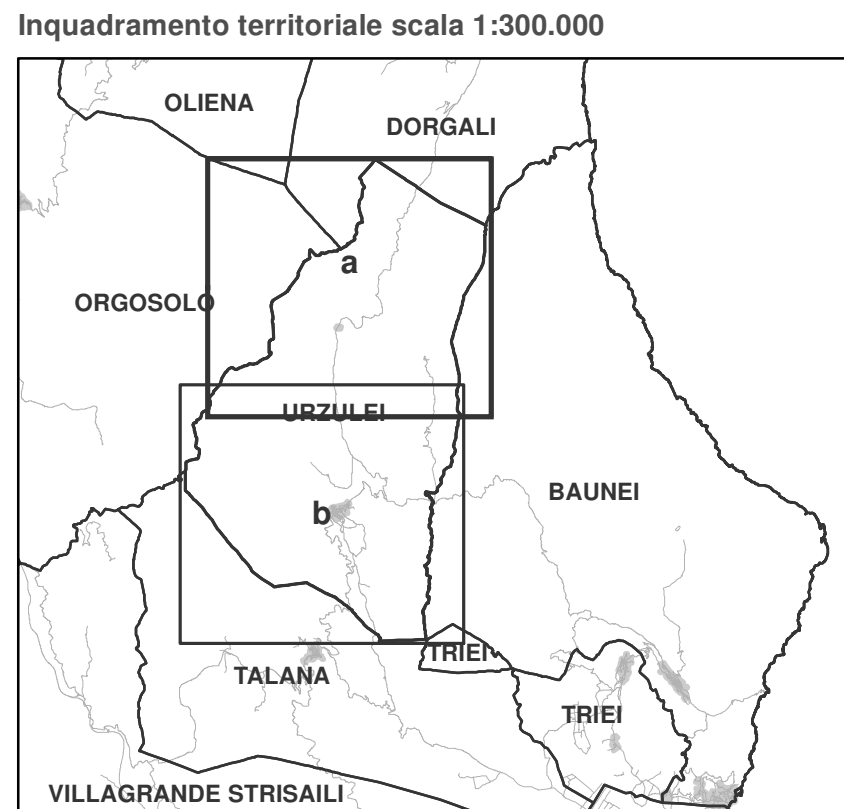 Inquadramento territoriale scala 1:300.000
OLIENA
DORGALI
a
ORGOSOLO
URZULEI
BAUNEI
b
TRIEI
TALANA
TRIEI
VILLAGRANDE STRISAILI